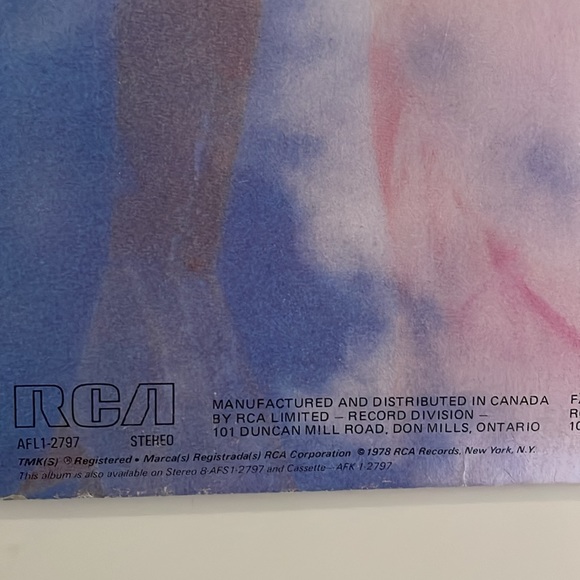 RCA
AFL1-2797 STEREO
MANUFACTURED AND DISTRIBUTED IN CANADA
BY RCA LIMITED – RECORD DIVISION –
101 DUNCAN MILL ROAD, DON MILLS, ONTARIO
TMK(S) ® Registered • Marca(s) Registrada(s) RCA Corporation ©1978 RCA Records, New York, N.Y.
This album is also available on Stereo 8-AFS1-2797 and Cassette – AFK 1-2797